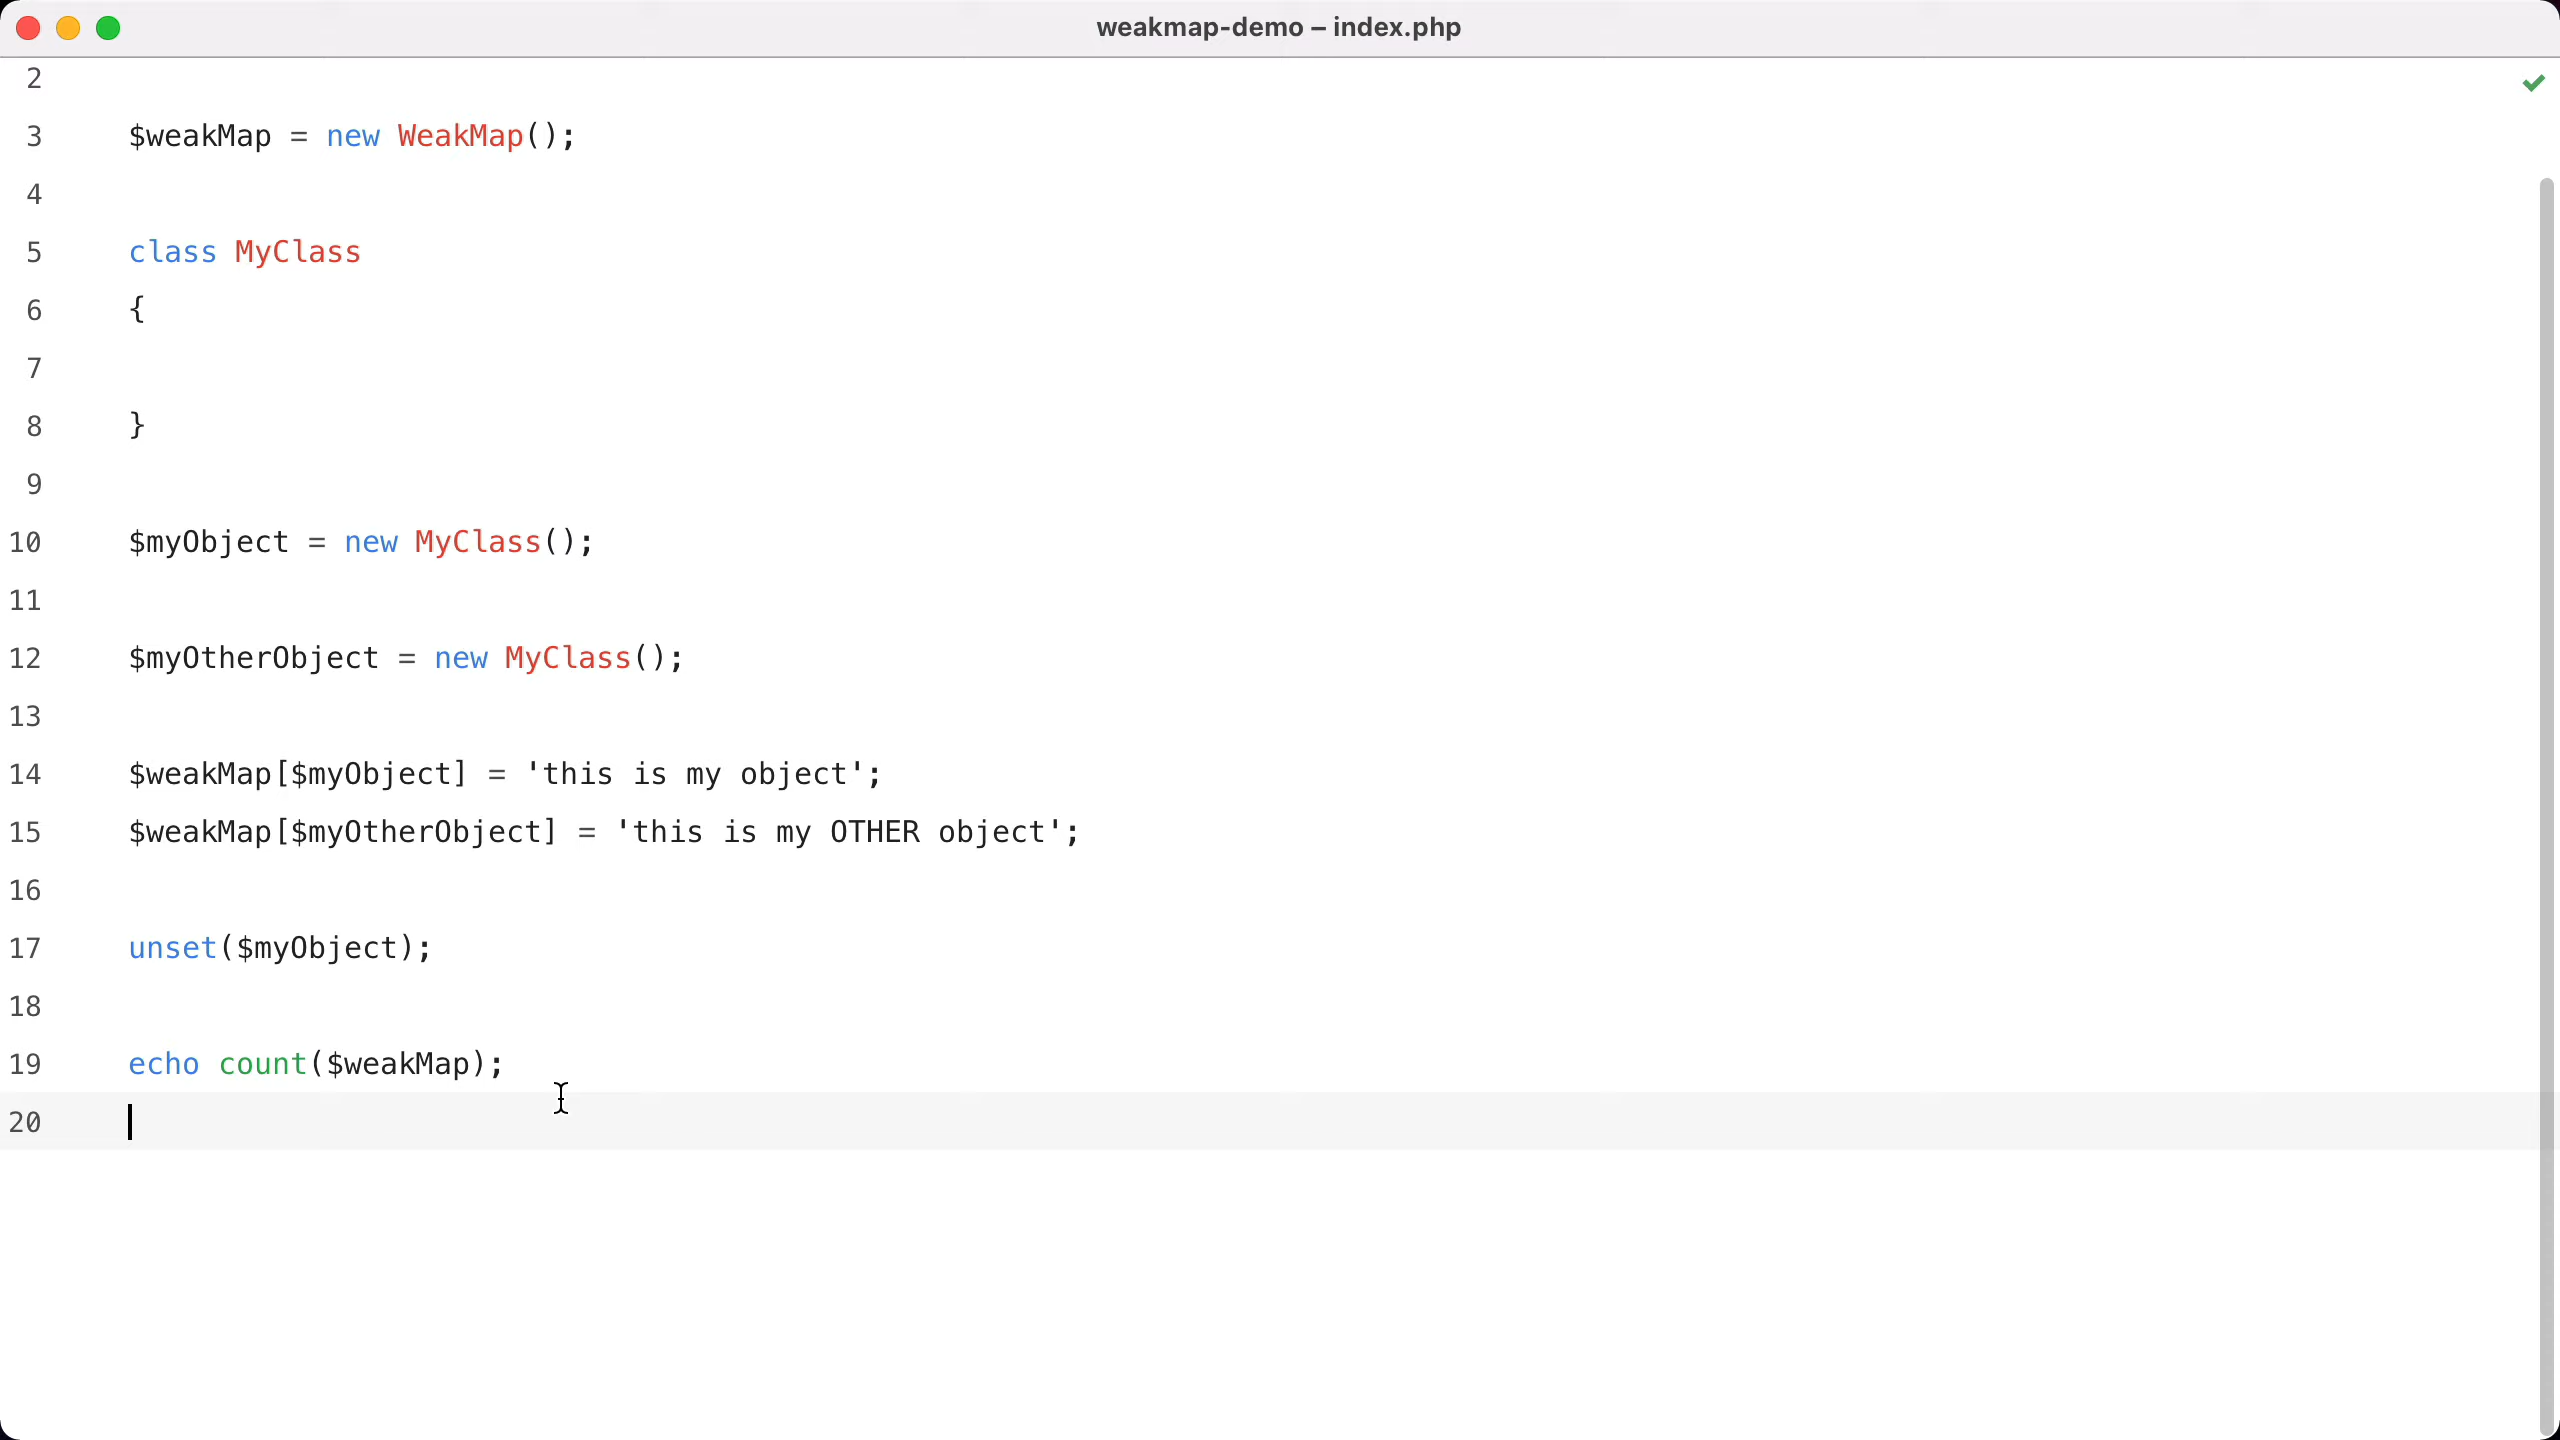 weakmap-demo – index.php
2
3 $weakMap = new WeakMap();
4
5 class MyClass
6 {
7
8 }
9
10 $myObject = new MyClass();
11
12 $myOtherObject = new MyClass();
13
14 $weakMap[$myObject] = 'this is my object';
15 $weakMap[$myOtherObject] = 'this is my OTHER object';
16
17 unset($myObject);
18
19 echo count($weakMap);
20